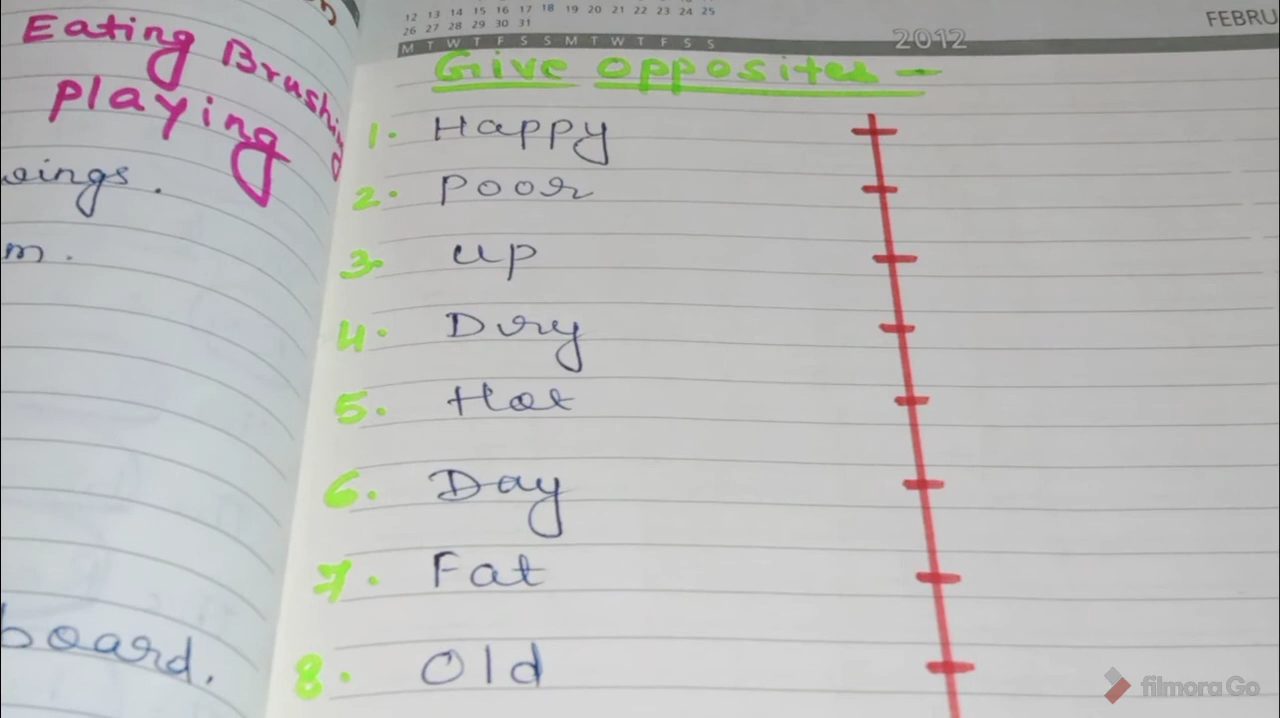 Eating Brushing
playing
wings.
m.
board.
12 13 14 15 16 17 18 19 20 21 22 23 24 25
26 27 28 29 30 31
M T W T F S S M T W T F S S
2012
FEBRU
Give opposites -
1. Happy
2. Poor
3. up
4. Dry
5. Hot
6. Day
7. Fat
8. Old
filmora Go